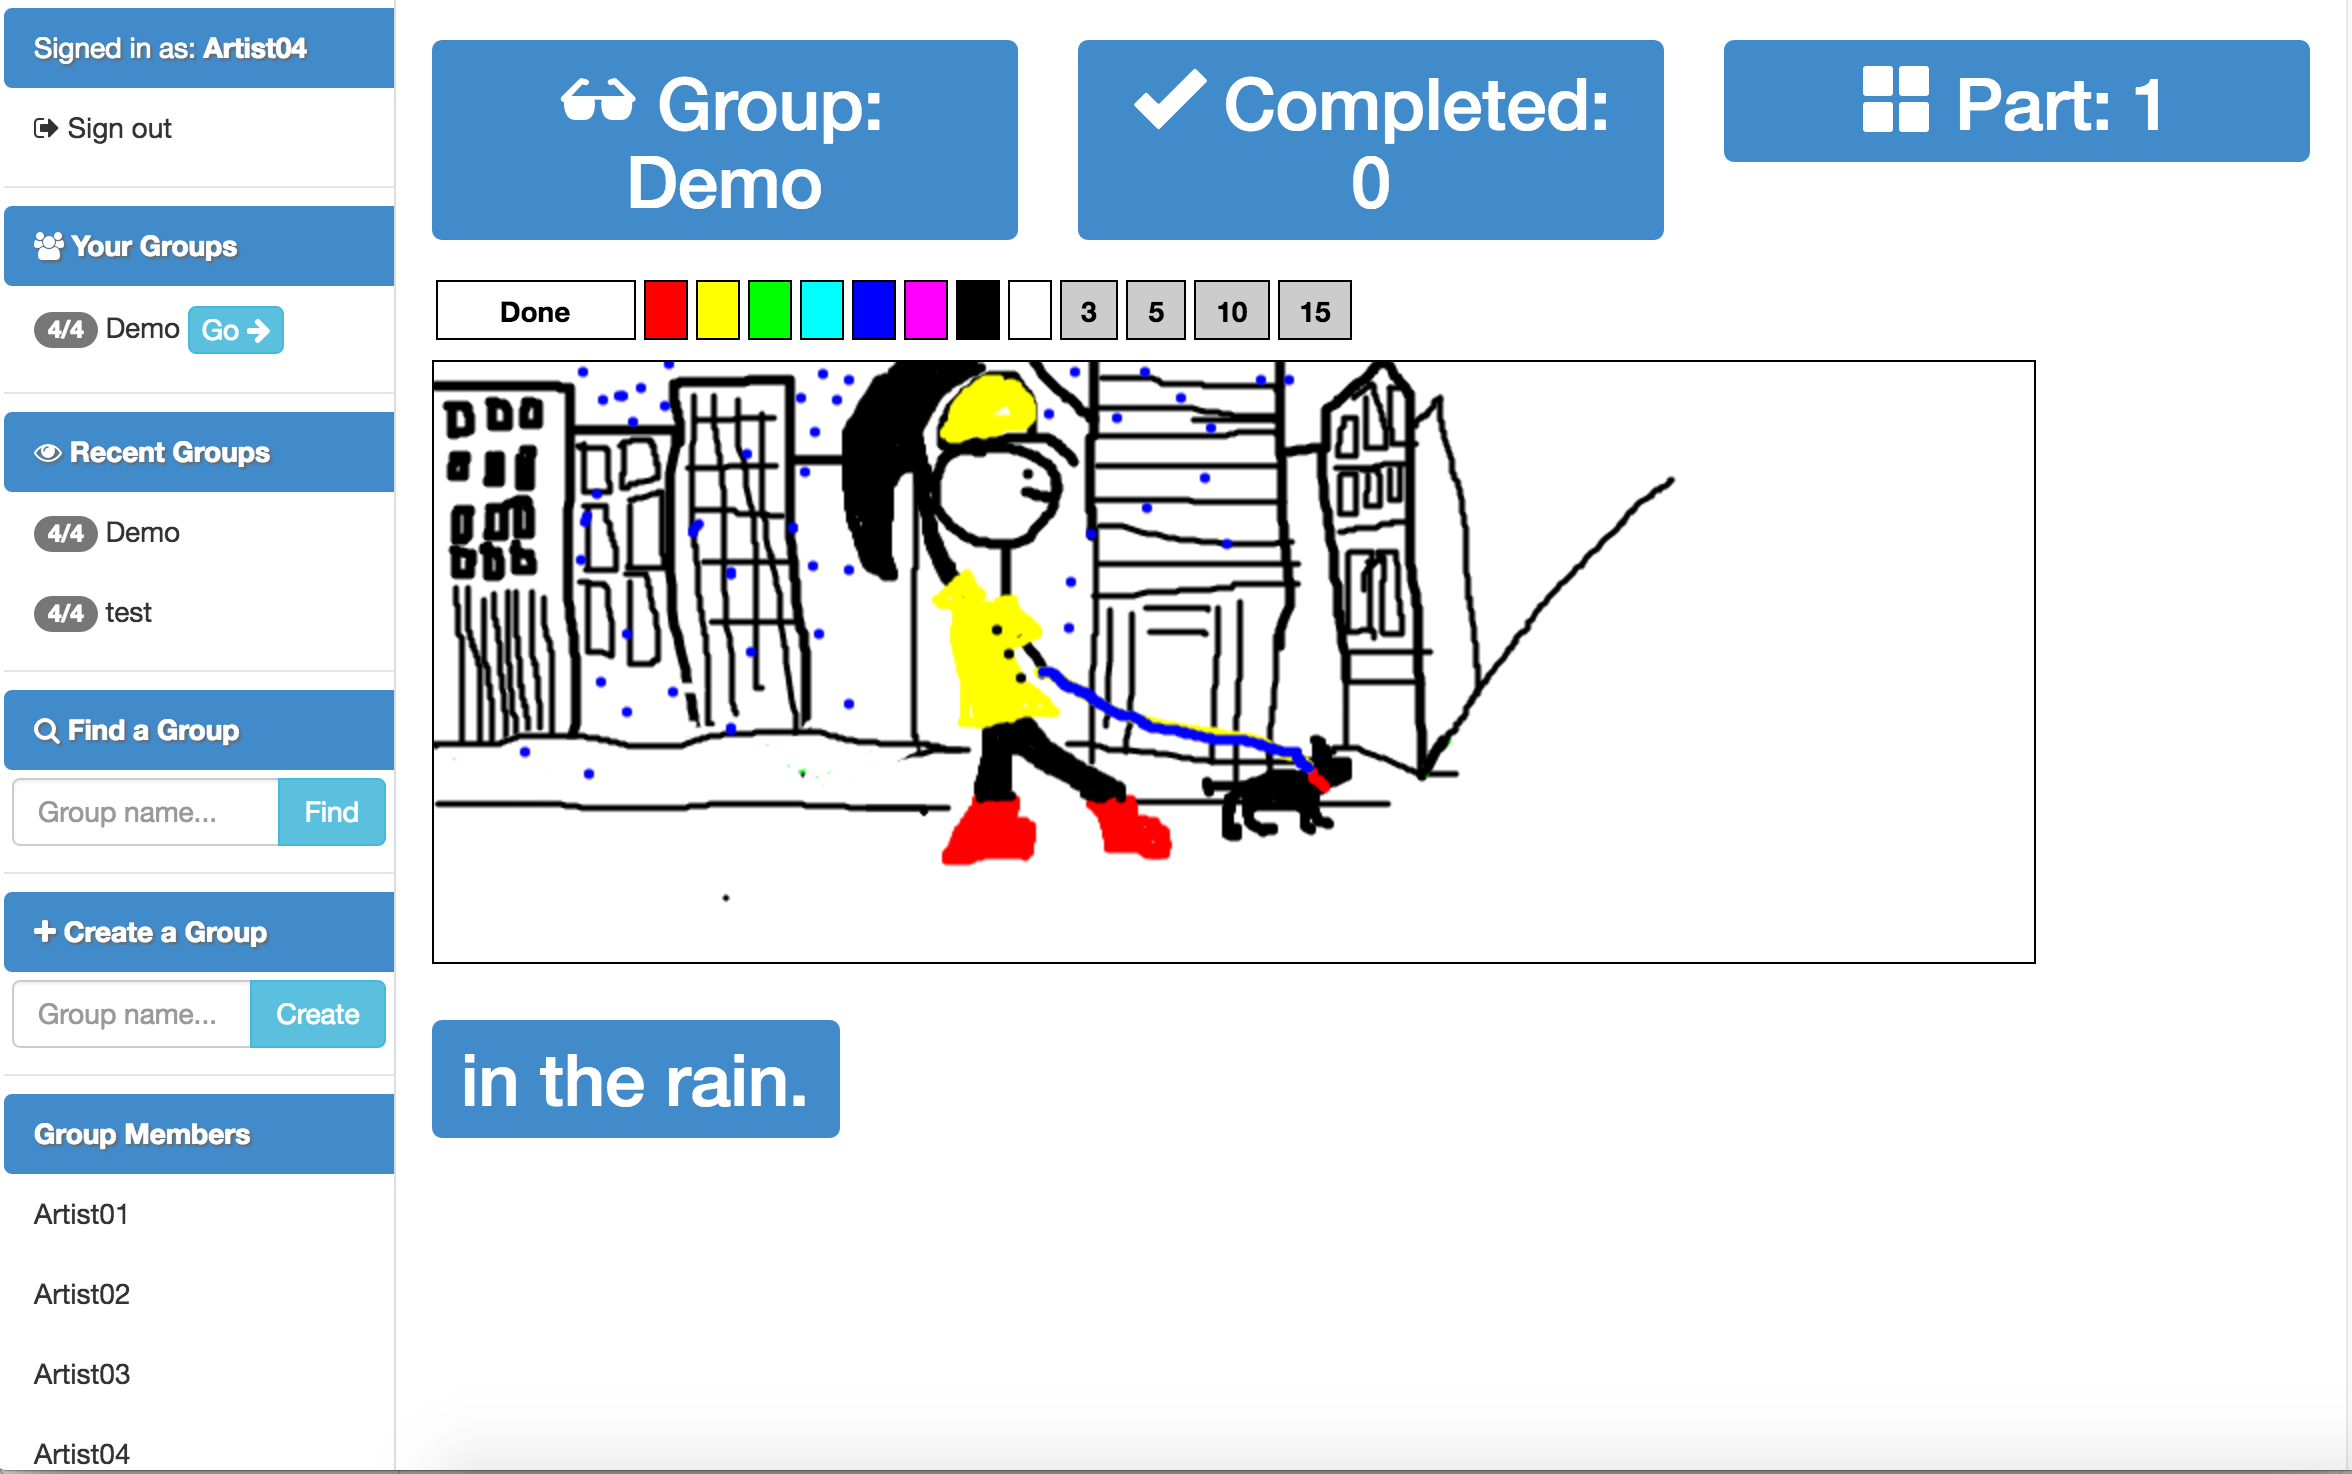 Signed in as: Artist04
Sign out
Your Groups
4/4 Demo Go
Recent Groups
4/4 Demo
4/4 test
Find a Group
Group name... Find
Create a Group
Group name... Create
Group Members
Artist01
Artist02
Artist03
Artist04
Group:
Demo
Completed:
0
Part: 1
Done 3 5 10 15
in the rain.